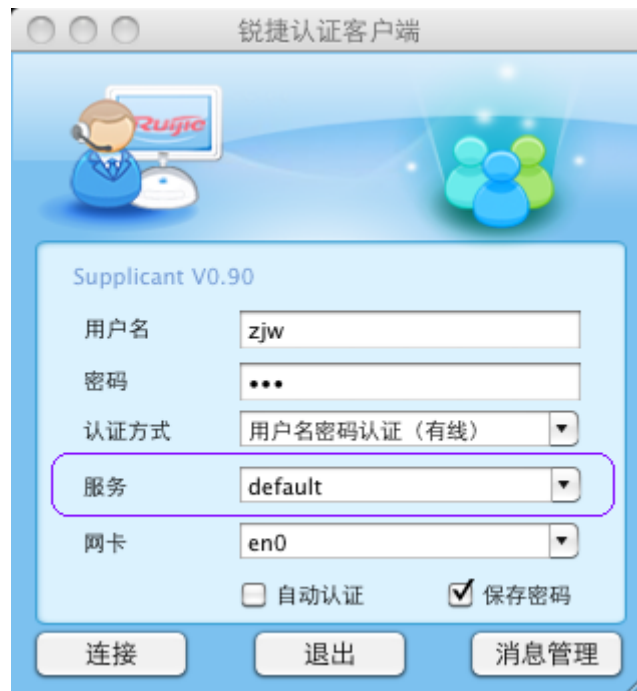 锐捷认证客户端
Ruijie
Supplicant V0.90
用户名 zjw
密码 •••
认证方式 用户名密码认证（有线）
服务 default
网卡 en0
自动认证 保存密码
连接 退出 消息管理